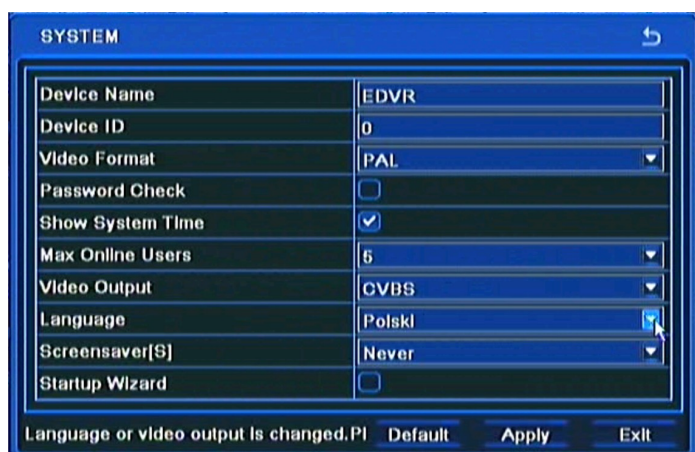 SYSTEM
Device Name EDVR
Device ID 0
Video Format PAL
Password Check
Show System Time
Max Online Users 5
Video Output CVBS
Language Polski
Screensaver[S] Never
Startup Wizard
Language or video output is changed.Pl Default Apply Exit